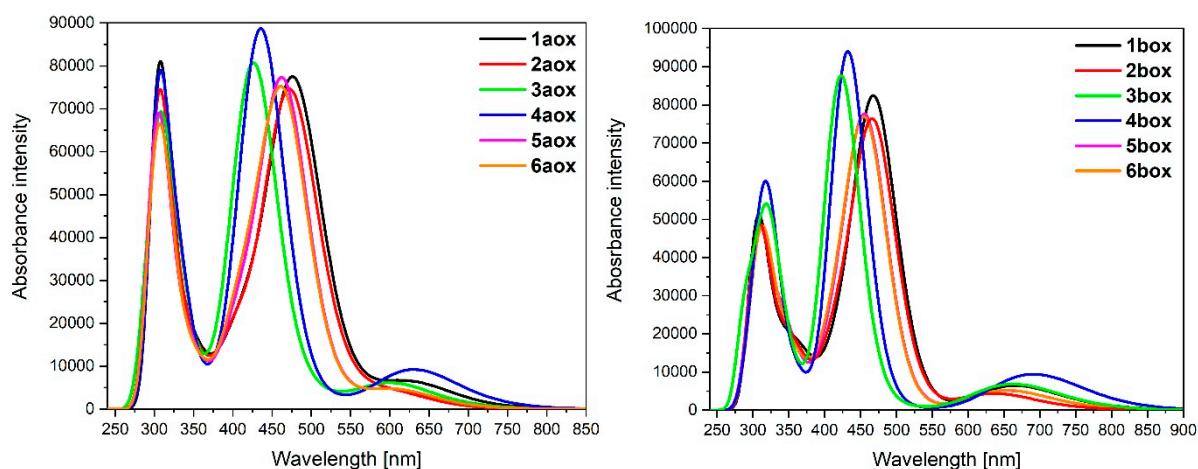 90000
80000
70000
60000
50000
40000
30000
20000
10000
0
Absorbance intensity
250 300 350 400 450 500 550 600 650 700 750 800 850
Wavelength [nm]
1aox
2aox
3aox
4aox
5aox
6aox
100000
90000
80000
70000
60000
50000
40000
30000
20000
10000
0
Abosrbance intensity
250 300 350 400 450 500 550 600 650 700 750 800 850 900
Wavelength [nm]
1box
2box
3box
4box
5box
6box